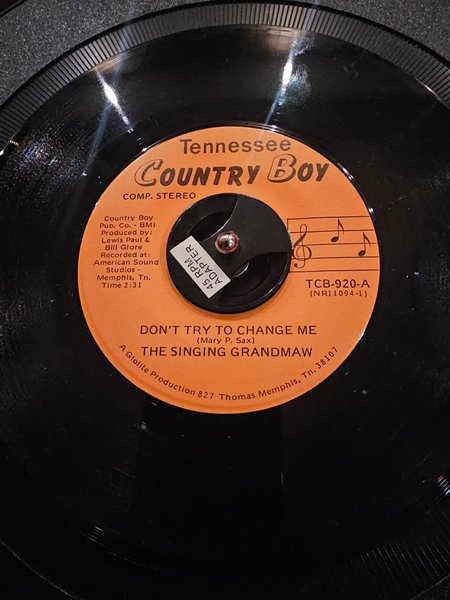 Tennessee
COUNTRY BOY
COMP. STEREO
Country Boy
Pub. Co. - BMI
Produced by:
Lewis Paul &
Bill Glore
Recorded at:
American Sound
Studios -
Memphis, Tn.
Time 2:31
45 RPM
ADAPTER
TCB-920-A
(NR11094-1)
DON'T TRY TO CHANGE ME
(Mary P. Sax)
THE SINGING GRANDMAW
A Glolite Production 827 Thomas Memphis, Tn. 38107